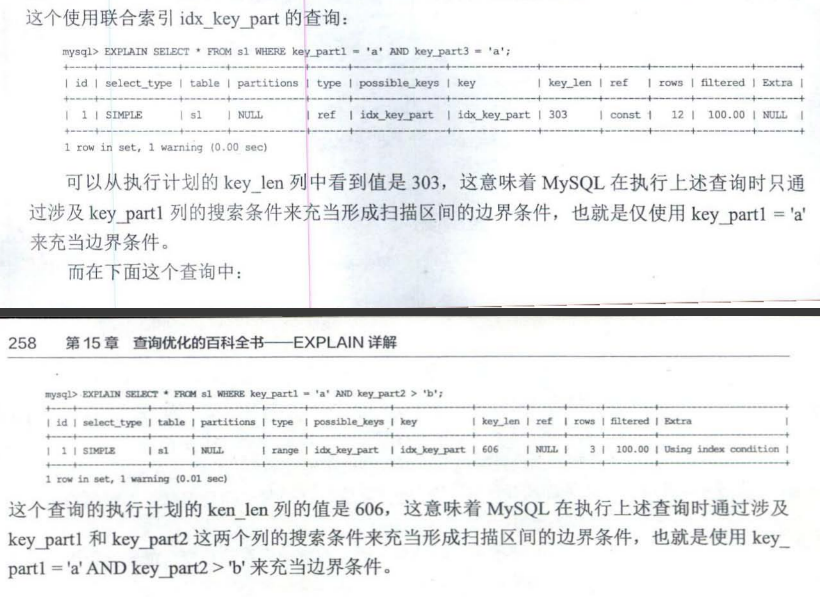 这个使用联合索引 idx_key_part 的查询：
mysql> EXPLAIN SELECT * FROM s1 WHERE key_part1 = 'a' AND key_part3 = 'a';
| id | select_type | table | partitions | type | possible_keys | key | key_len | ref | rows | filtered | Extra |
| 1 | SIMPLE | s1 | NULL | ref | idx_key_part | idx_key_part | 303 | const | 12 | 100.00 | NULL |
1 row in set, 1 warning (0.00 sec)
可以从执行计划的 key_len 列中看到值是 303，这意味着 MySQL 在执行上述查询时只通
过涉及 key_part1 列的搜索条件来充当形成扫描区间的边界条件，也就是仅使用 key_part1 = 'a'
来充当边界条件。
而在下面这个查询中：
258 第 15 章 查询优化的百科全书——EXPLAIN 详解
mysql> EXPLAIN SELECT * FROM s1 WHERE key_part1 = 'a' AND key_part2 > 'b';
| id | select_type | table | partitions | type | possible_keys | key | key_len | ref | rows | filtered | Extra |
| 1 | SIMPLE | s1 | NULL | range | idx_key_part | idx_key_part | 606 | NULL | 3 | 100.00 | Using index condition |
1 row in set, 1 warning (0.01 sec)
这个查询的执行计划的 ken_len 列的值是 606，这意味着 MySQL 在执行上述查询时通过涉及
key_part1 和 key_part2 这两个列的搜索条件来充当形成扫描区间的边界条件，也就是使用 key_
part1 = 'a' AND key_part2 > 'b' 来充当边界条件。